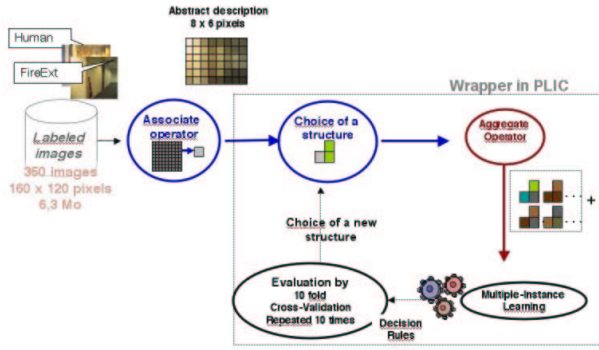 Abstract description
8 x 6 pixels
Human
FireExt
Labeled
images
350 images
160 x 120 pixels
6,3 Mo
Associate
operator
Wrapper in PLIC
Choice of a
structure
Aggregate
Operator
+
Choice of a new
structure
Evaluation by
10 fold
Cross-Validation
Repeated 10 times
Decision
Rules
Multiple-Instance
Learning